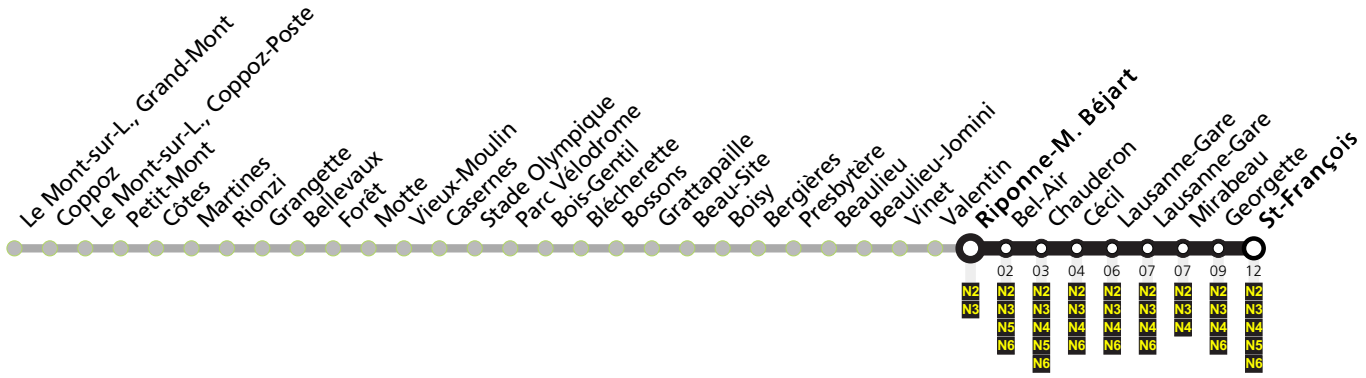 Le Mont-sur-L., Grand-Mont
Coppoz
Le Mont-sur-L., Coppoz-Poste
Petit-Mont
Côtes
Martines
Rionzi
Grangette
Bellevaux
Forêt
Motte
Vieux-Moulin
Casernes
Stade Olympique
Parc Vélodrome
Bois-Gentil
Blécherette
Bossons
Grattapaille
Beau-Site
Boisy
Bergières
Presbytère
Beaulieu
Beaulieu-Jomini
Vinet
Valentin
Riponne-M. Béjart
Bel-Air
Chauderon
Cécil
Lausanne-Gare
Lausanne-Gare
Mirabeau
Georgette
St-François
02 03 04 06 07 07 09 12
N2 N2 N2 N2 N2 N2 N2 N2 N2
N3 N3 N3 N3 N3 N3 N3 N3 N3
N5 N4 N4 N4 N4 N4 N4 N4
N6 N5 N6 N6 N6 N6 N5
N6 N6